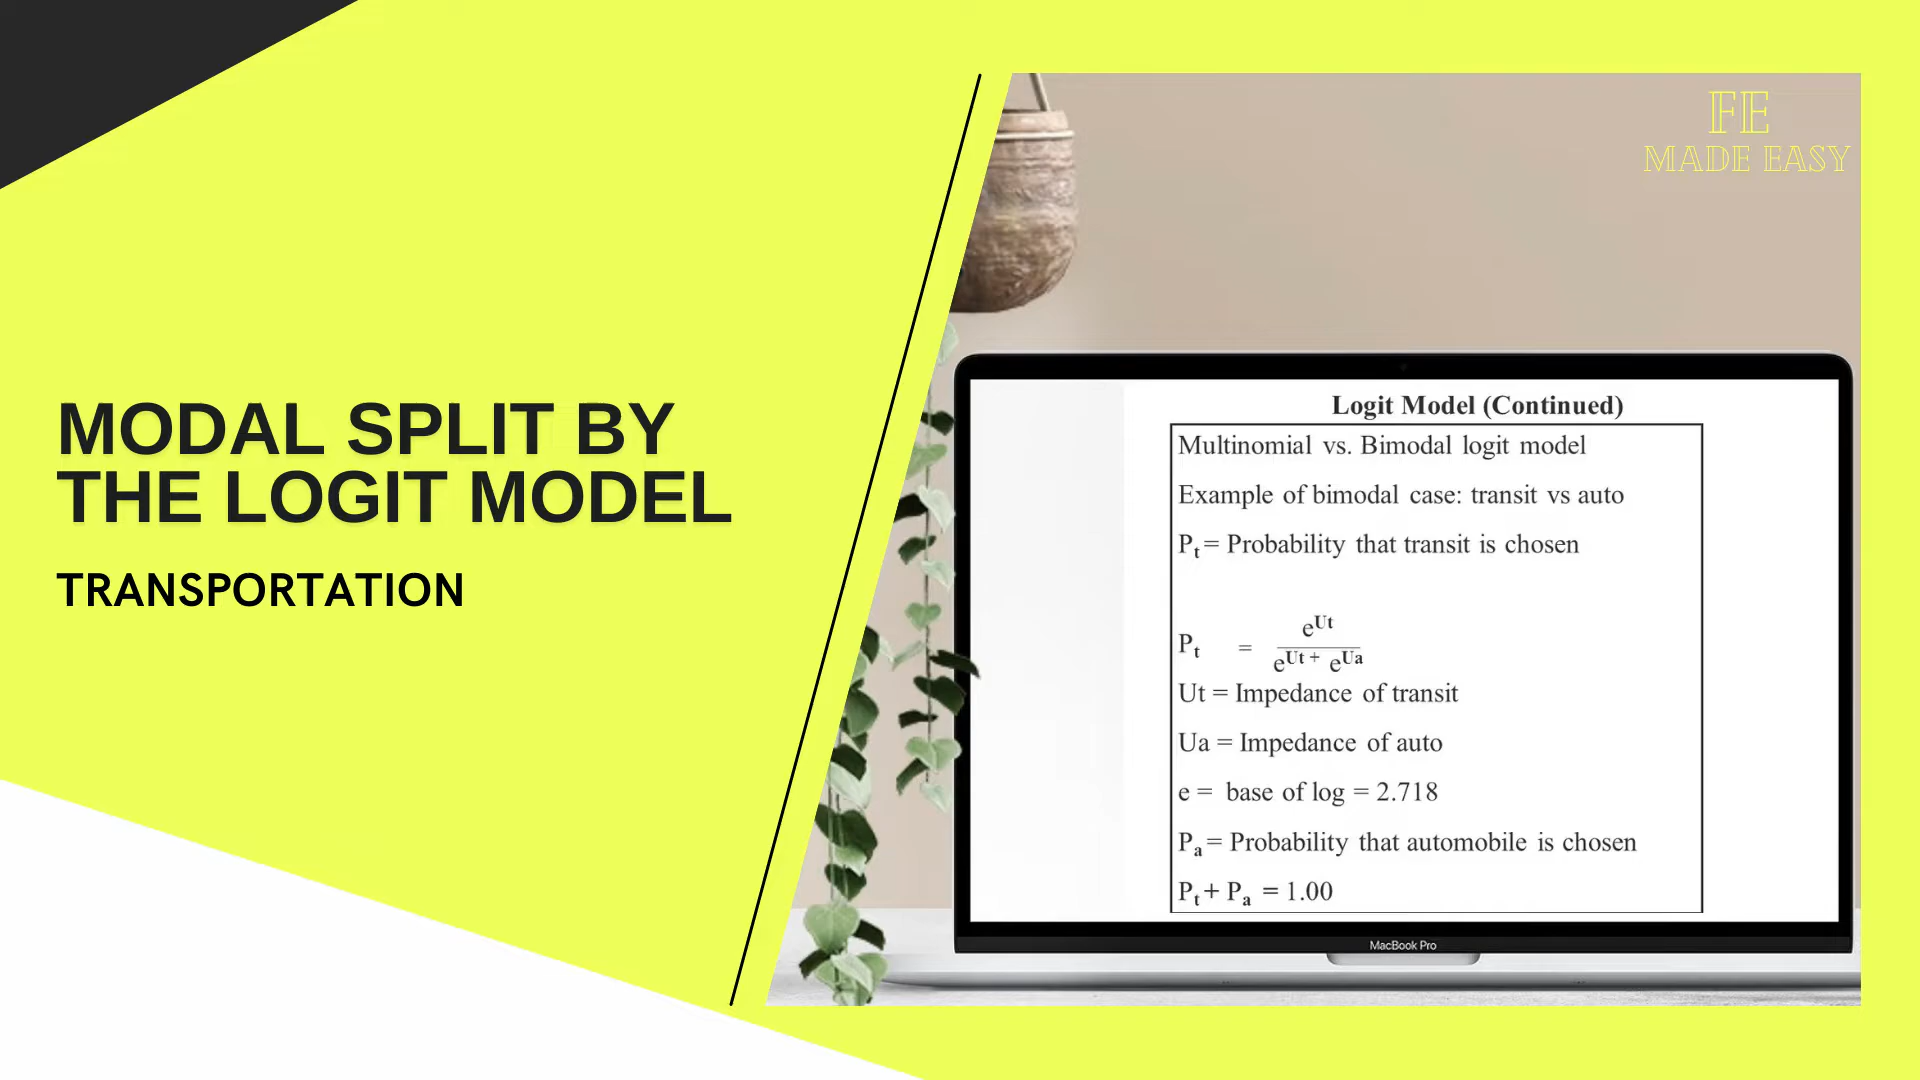 FE
MADE EASY
MODAL SPLIT BY
THE LOGIT MODEL
TRANSPORTATION
Logit Model (Continued)
Multinomial vs. Bimodal logit model
Example of bimodal case: transit vs auto
Pt = Probability that transit is chosen
Pt = e^Ut / e^Ut + e^Ua
Ut = Impedance of transit
Ua = Impedance of auto
e = base of log = 2.718
Pa = Probability that automobile is chosen
Pt + Pa = 1.00
MacBook Pro